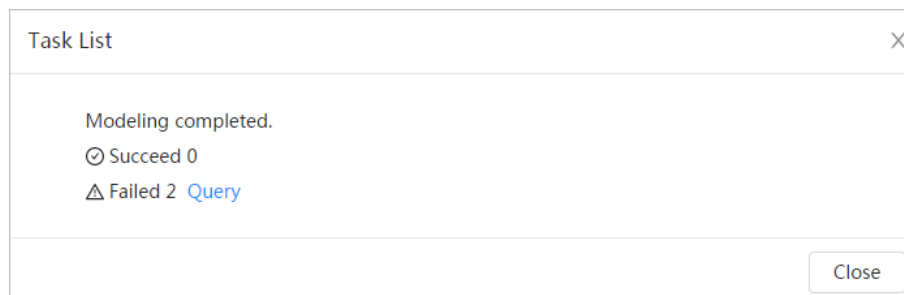 Task List
Modeling completed.
Succeed 0
Failed 2 Query
Close